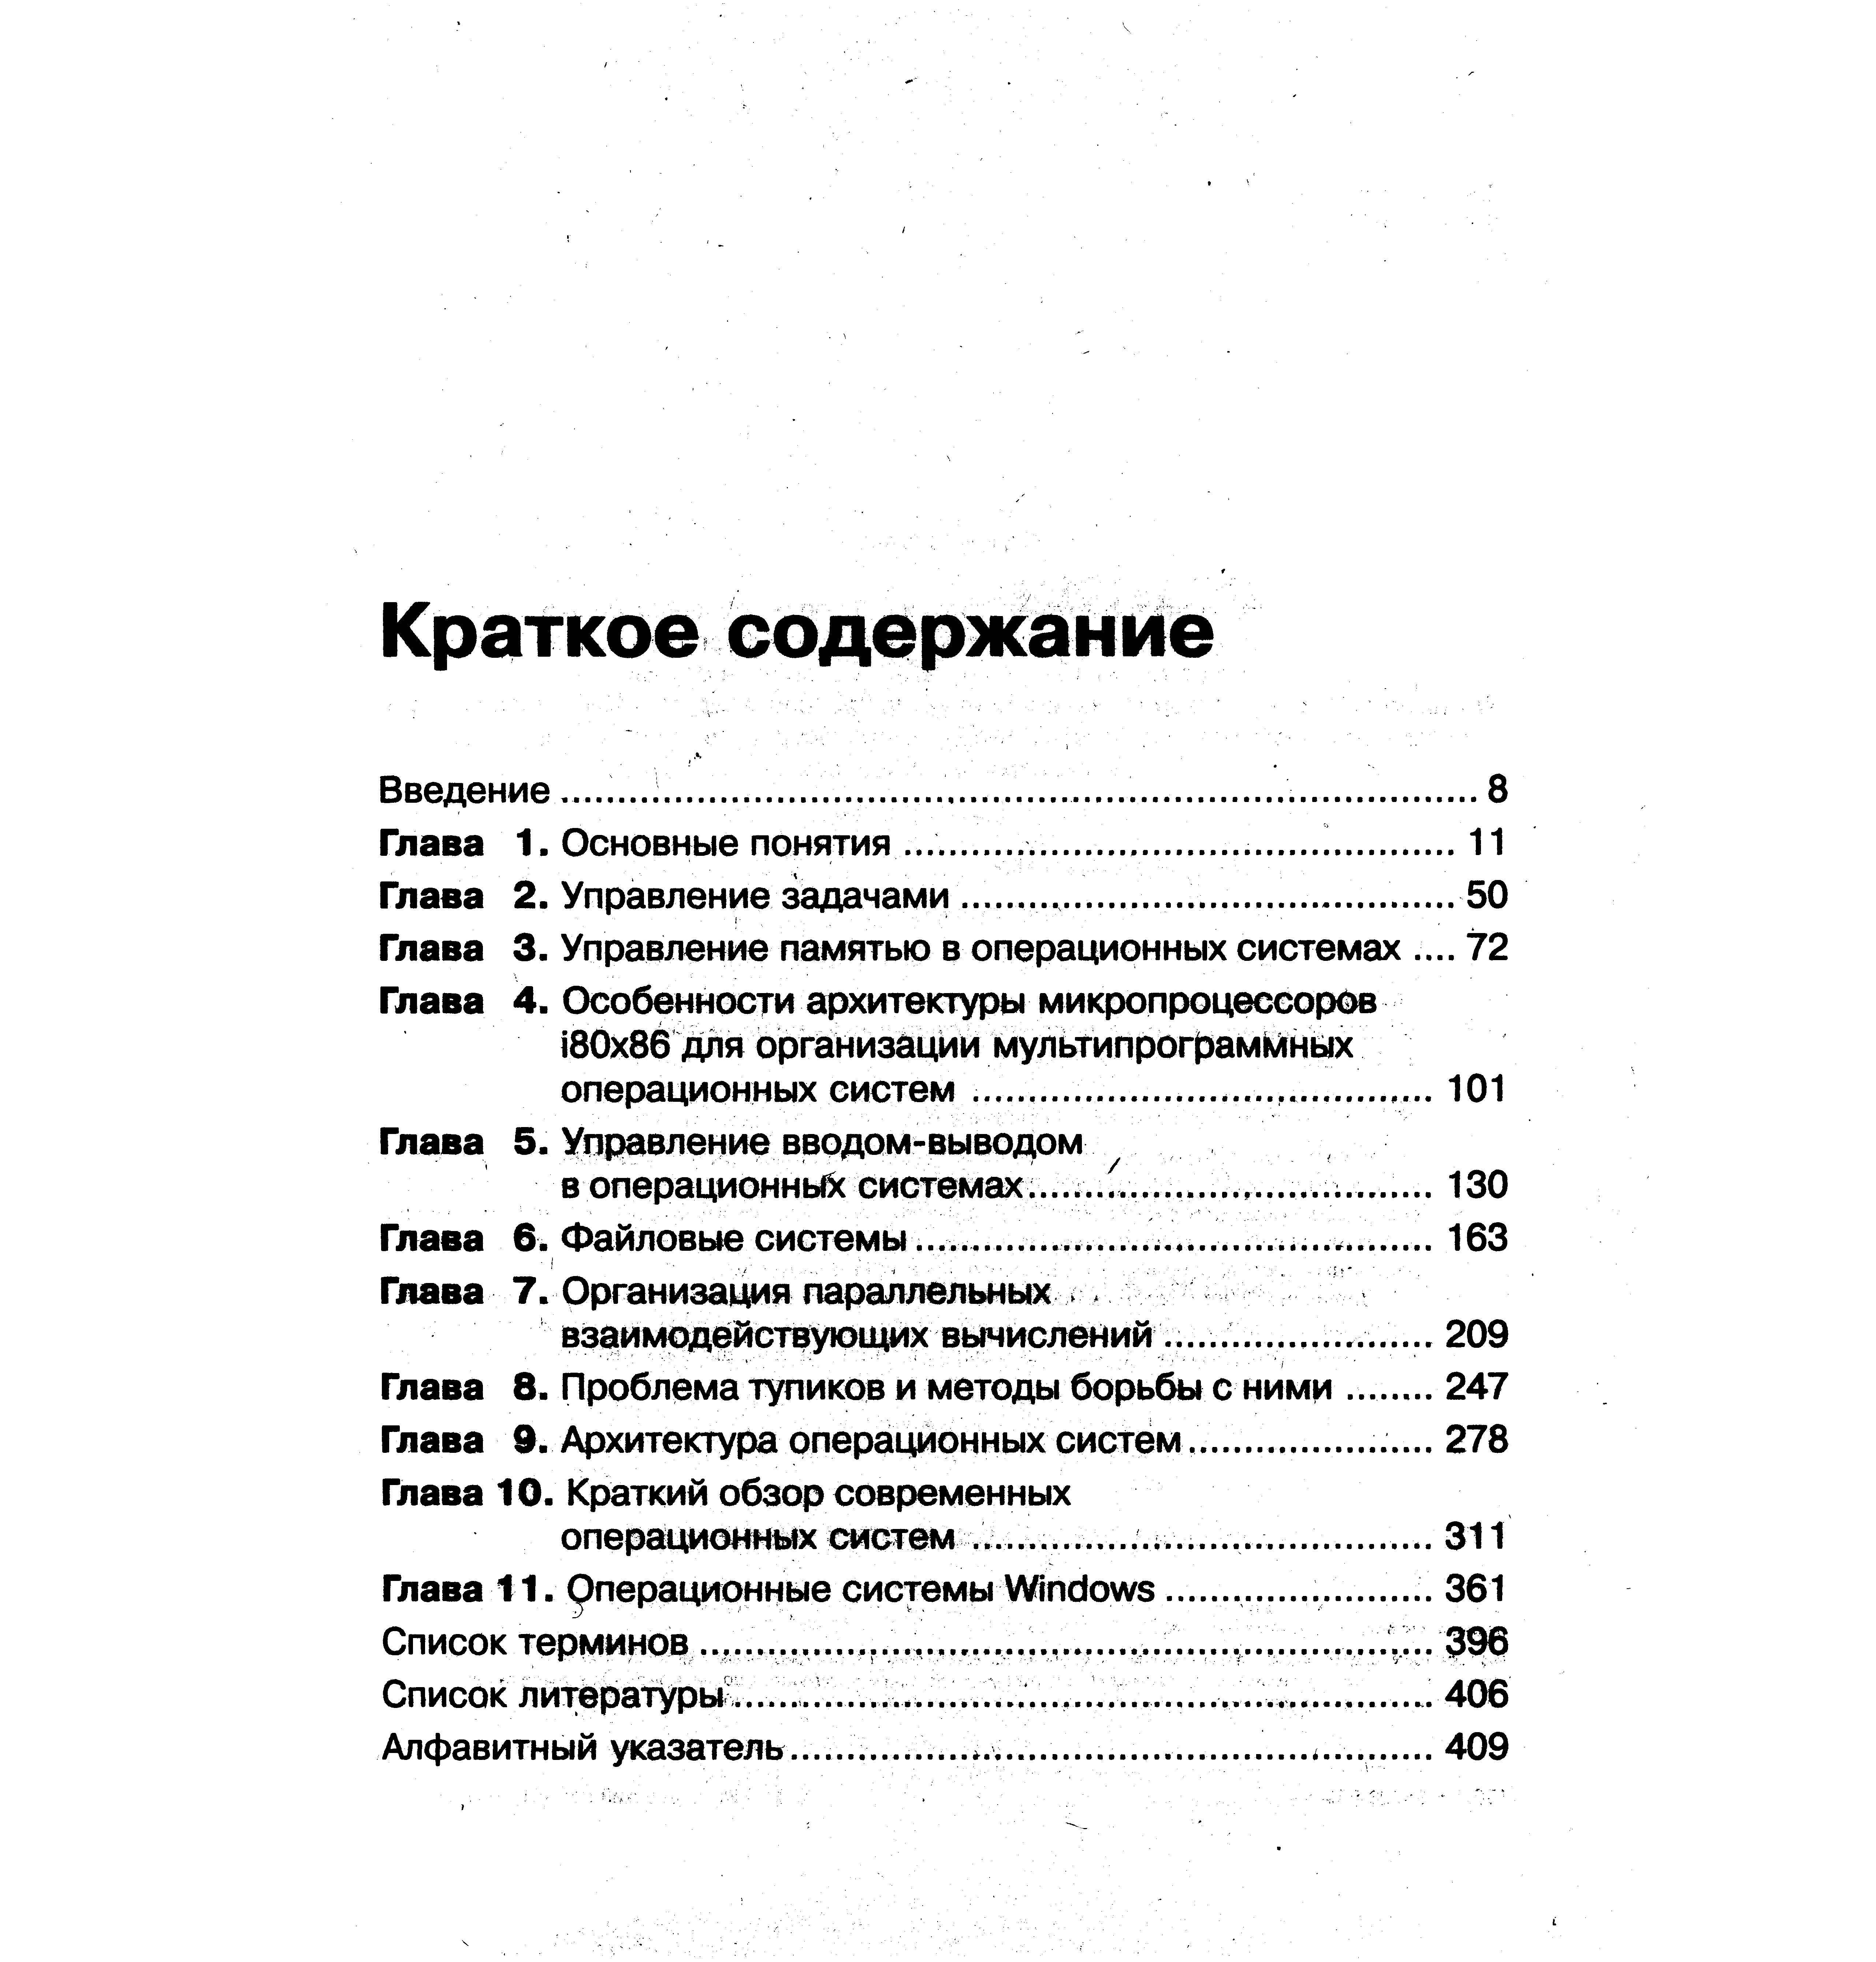 Краткое содержание
Введение ........................................................................ 8
Глава 1. Основные понятия ........................................... 11
Глава 2. Управление задачами ....................................... 50
Глава 3. Управление памятью в операционных системах .... 72
Глава 4. Особенности архитектуры микропроцессоров
i80x86 для организации мультипрограммных
операционных систем .................................... 101
Глава 5. Управление вводом-выводом
в операционных системах................................ 130
Глава 6. Файловые системы......................................... 163
Глава 7. Организация параллельных
взаимодействующих вычислений ..................... 209
Глава 8. Проблема тупиков и методы борьбы с ними ........ 247
Глава 9. Архитектура операционных систем.................... 278
Глава 10. Краткий обзор современных
операционных систем .................................... 311
Глава 11. Операционные системы Windows ..................... 361
Список терминов .......................................................... 396
Список литературы....................................................... 406
Алфавитный указатель.................................................. 409